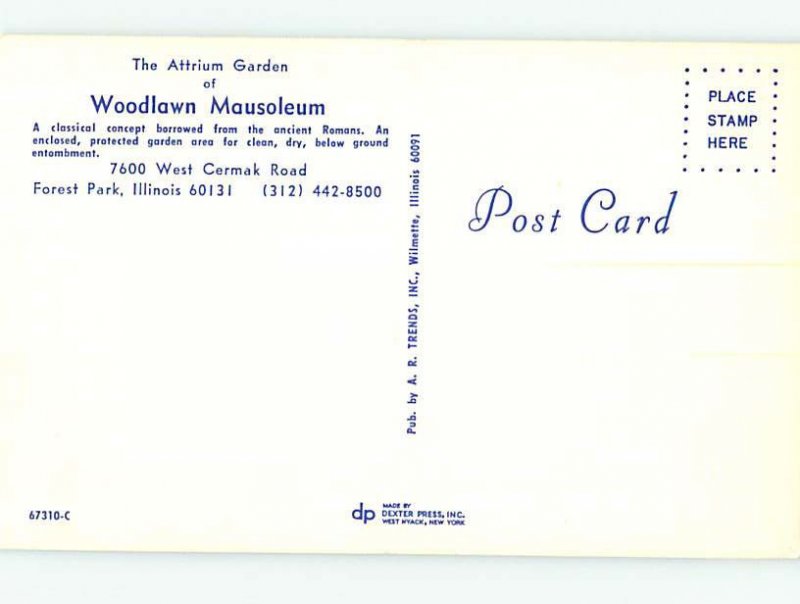 The Attrium Garden
of
Woodlawn Mausoleum
A classical concept borrowed from the ancient Romans. An
enclosed, protected garden area for clean, dry, below ground
entombment.
7600 West Cermak Road
Forest Park, Illinois 60131 (312) 442-8500
Pub. by A. R. TRENDS, INC., Wilmette, Illinois 60091
PLACE
STAMP
HERE
Post Card
67310-C
dp
MADE BY
DEXTER PRESS, INC.
WEST NYACK, NEW YORK